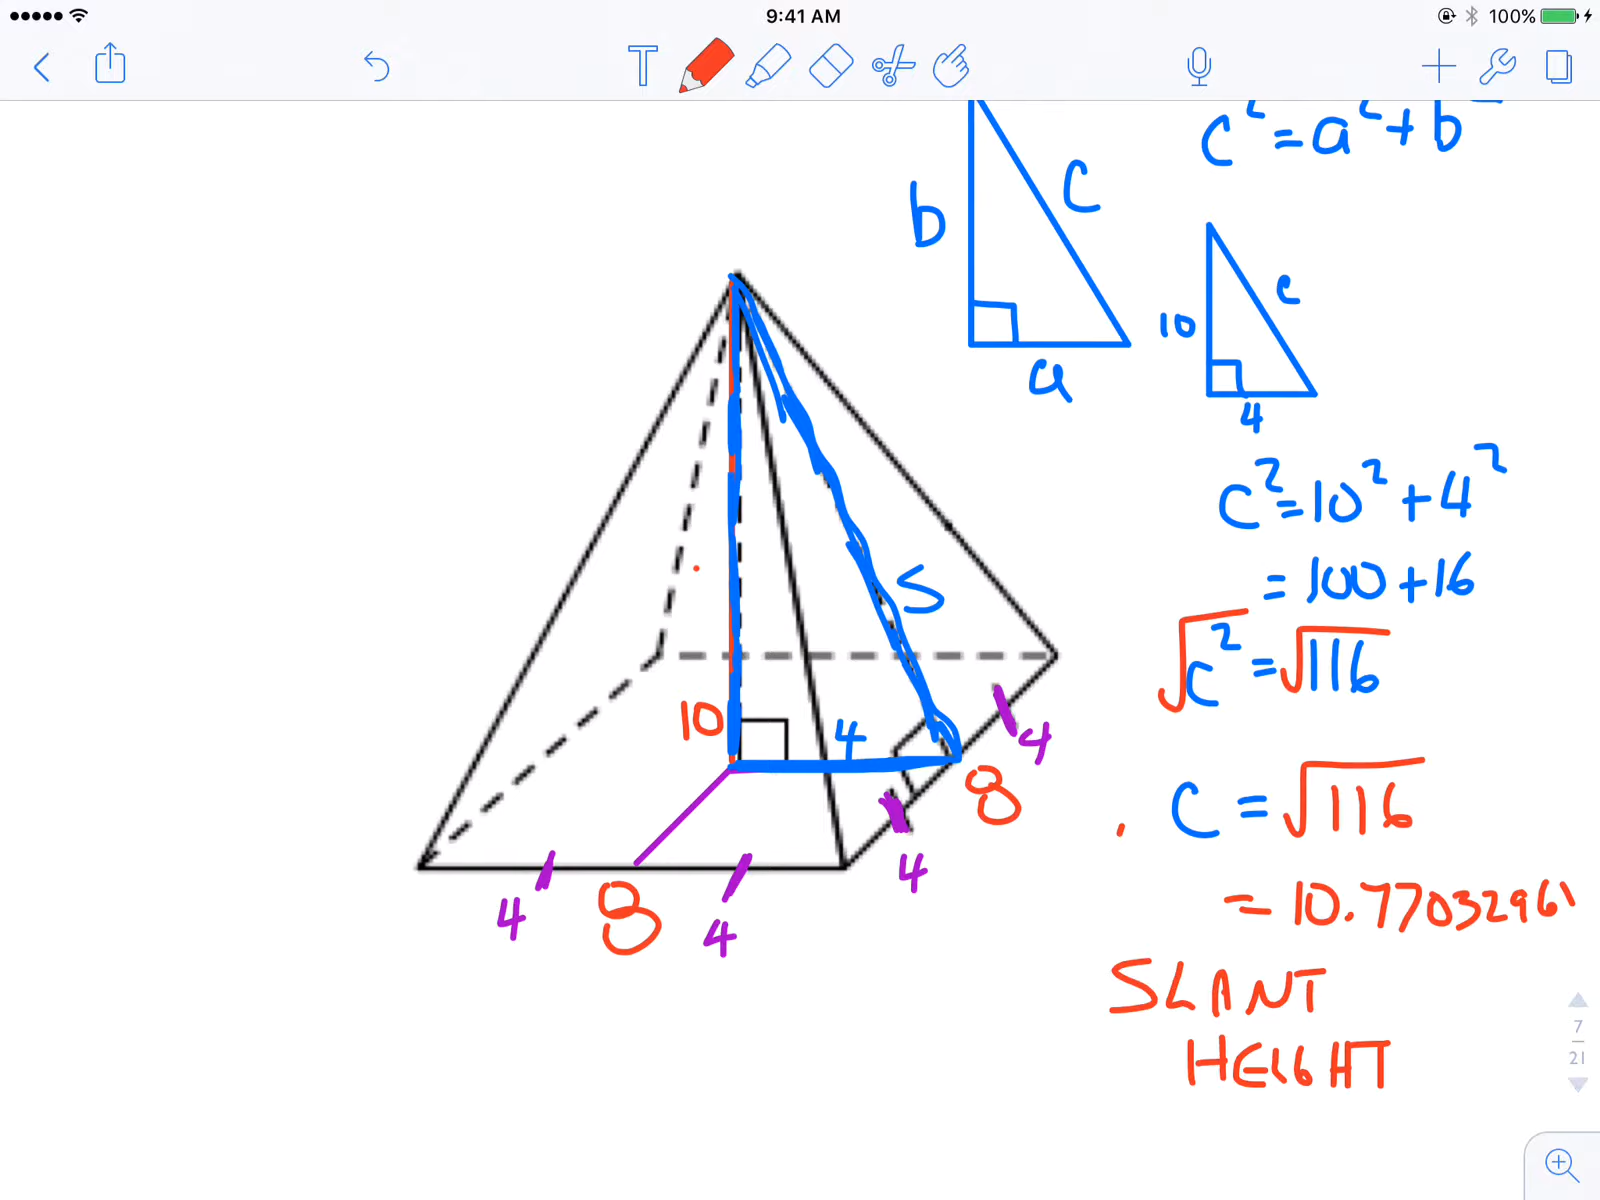 9:41 AM
100%
T
c² = a² + b²
b
c
a
10
c
4
c² = 10² + 4²
= 100 + 16
√c² = √116
c = √116
= 10.77032961
SLANT
HEIGHT
S
10
4
4
8
4
4
8
4
7
21